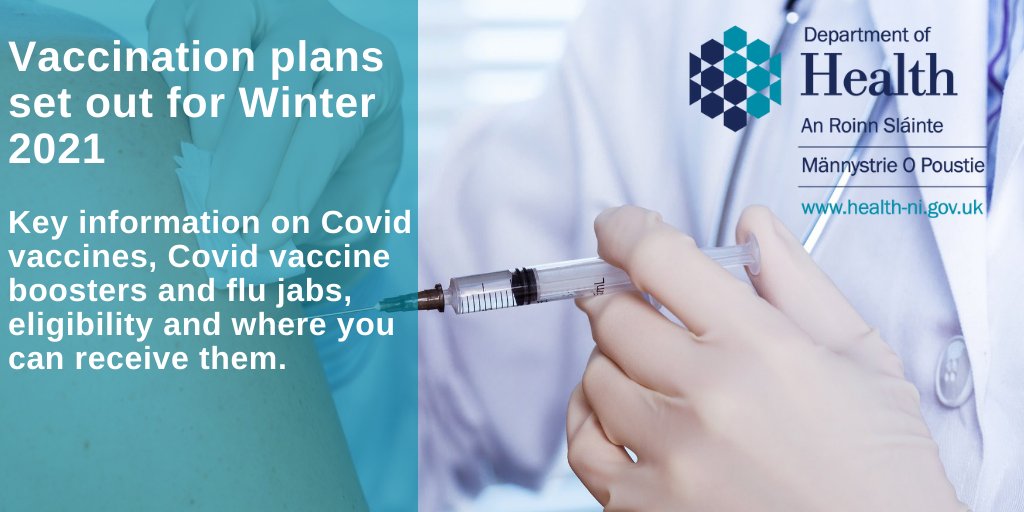 Vaccination plans
set out for Winter
2021
Key information on Covid
vaccines, Covid vaccine
boosters and flu jabs,
eligibility and where you
can receive them.
Department of
Health
An Roinn Sláinte
Männystrie O Poustie
www.health-ni.gov.uk
1
mL